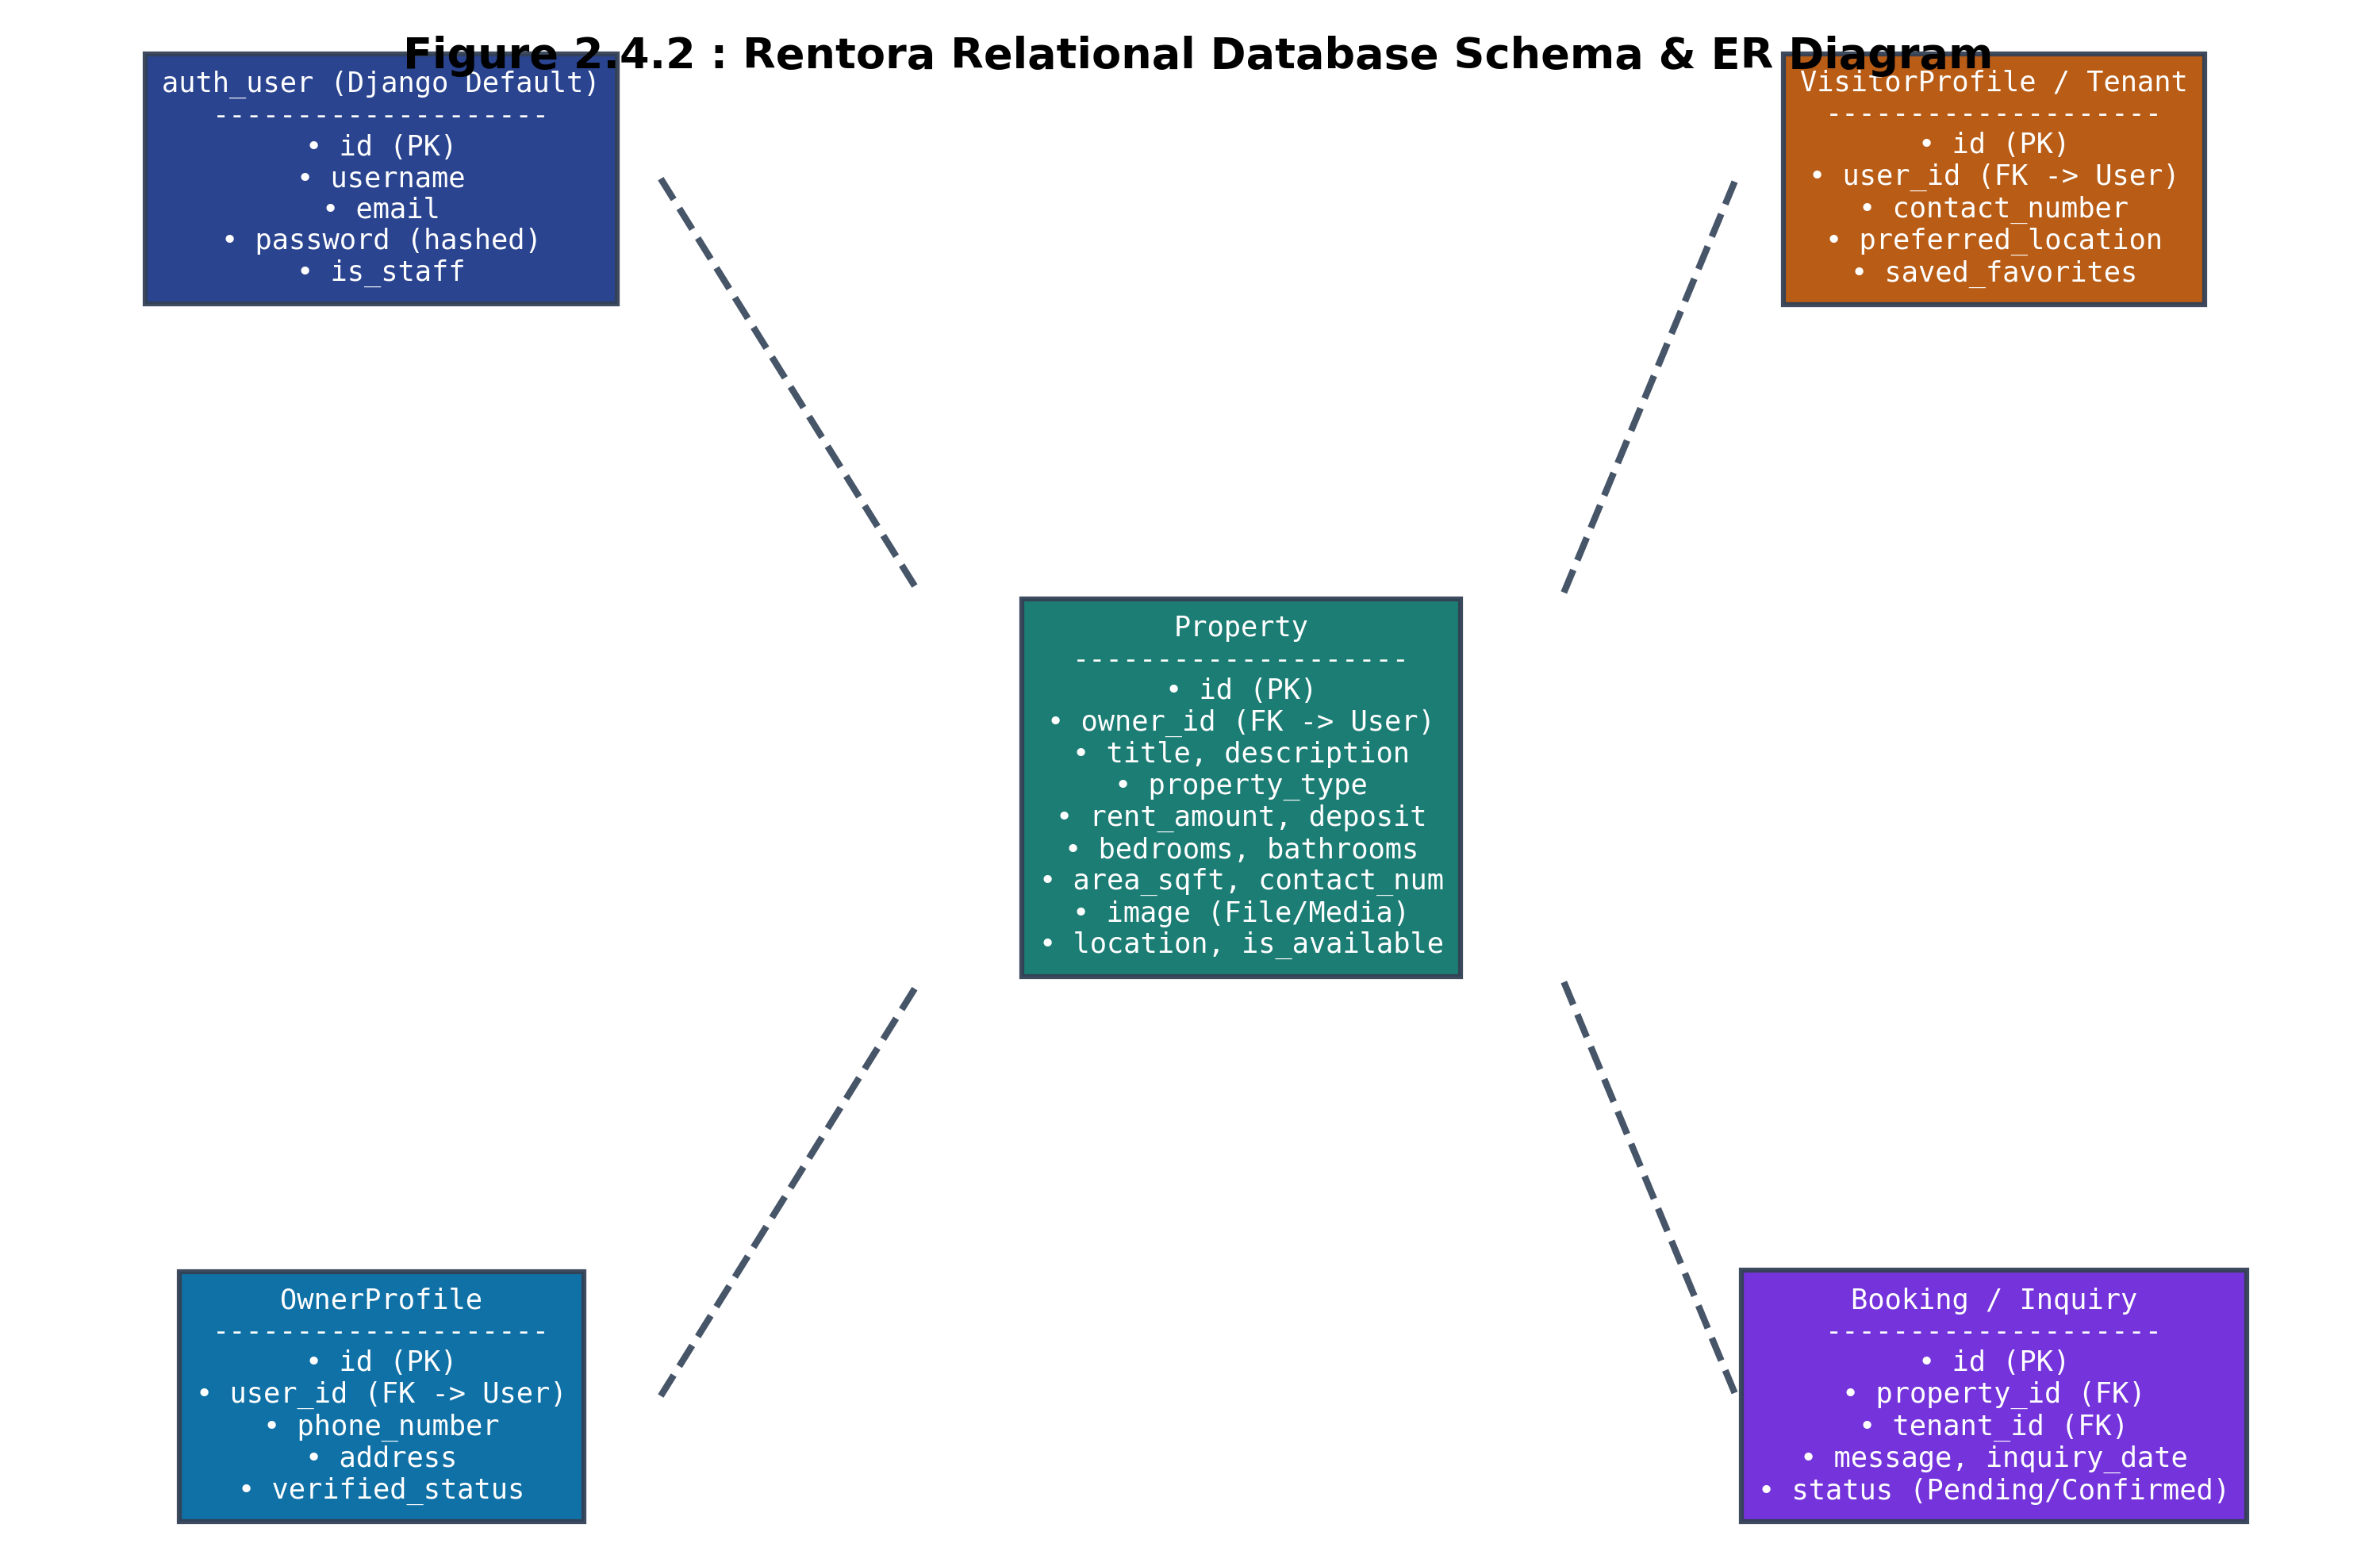 Figure 2.4.2 : Rentora Relational Database Schema & ER Diagram
auth_user (Django Default)
--------------------
• id (PK)
• username
• email
• password (hashed)
• is_staff
VisitorProfile / Tenant
--------------------
• id (PK)
• user_id (FK -> User)
• contact_number
• preferred_location
• saved_favorites
Property
--------------------
• id (PK)
• owner_id (FK -> User)
• title, description
• property_type
• rent_amount, deposit
• bedrooms, bathrooms
• area_sqft, contact_num
• image (File/Media)
• location, is_available
OwnerProfile
--------------------
• id (PK)
• user_id (FK -> User)
• phone_number
• address
• verified_status
Booking / Inquiry
--------------------
• id (PK)
• property_id (FK)
• tenant_id (FK)
• message, inquiry_date
• status (Pending/Confirmed)